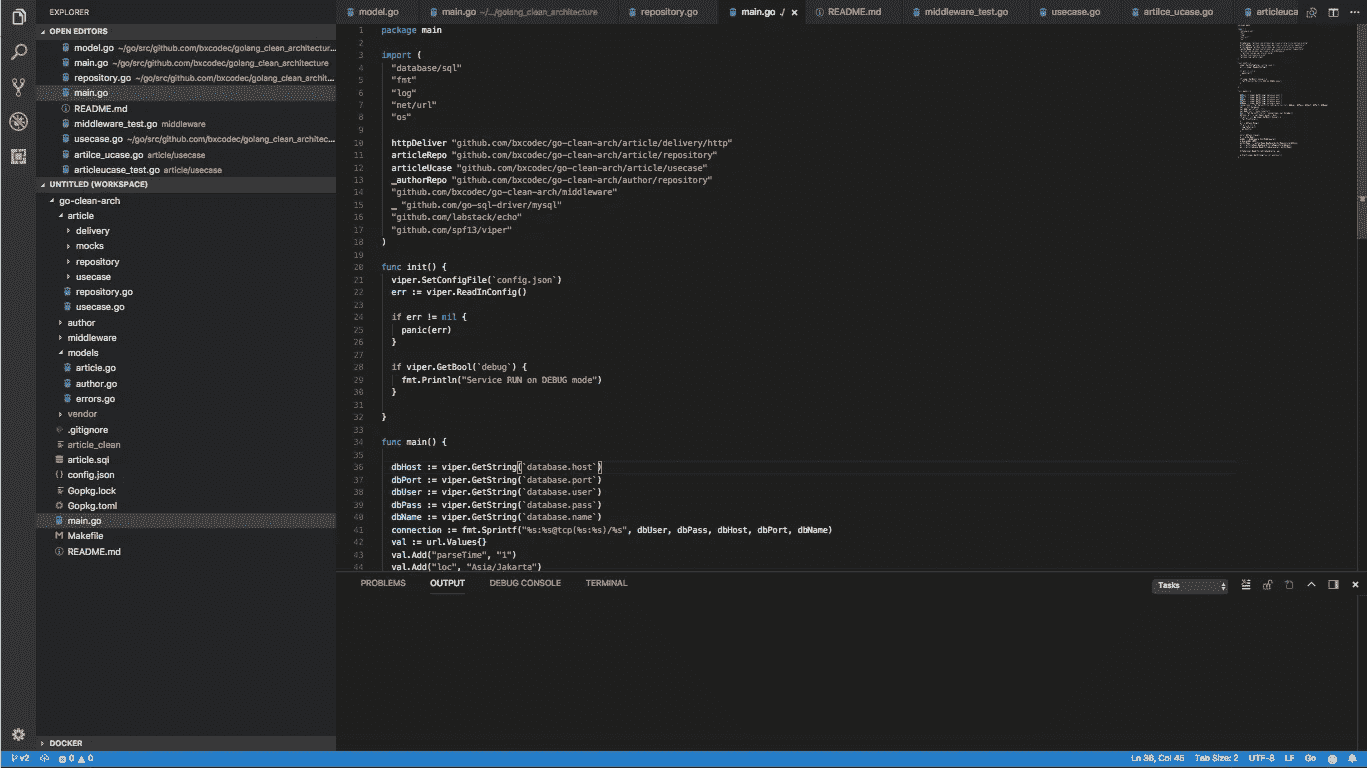 EXPLORER
OPEN EDITORS
model.go ~/go/src/github.com/bxcodec/golang_clean_architectur...
main.go ~/go/src/github.com/bxcodec/golang_clean_architecture
repository.go ~/go/src/github.com/bxcodec/golang_clean_archit...
main.go
README.md
middleware_test.go middleware
usecase.go ~/go/src/github.com/bxcodec/golang_clean_architec...
artilce_ucase.go article/usecase
articleucase_test.go article/usecase
UNTITLED (WORKSPACE)
go-clean-arch
article
delivery
mocks
repository
usecase
repository.go
usecase.go
author
middleware
models
article.go
author.go
errors.go
vendor
.gitignore
article_clean
article.sql
config.json
Gopkg.lock
Gopkg.toml
main.go
Makefile
README.md
DOCKER
model.go main.go ~/.../golang_clean_architecture repository.go main.go README.md middleware_test.go usecase.go artilce_ucase.go articleuca
1 package main
2
3 import (
4 "database/sql"
5 "fmt"
6 "log"
7 "net/url"
8 "os"
9
10 httpDeliver "github.com/bxcodec/go-clean-arch/article/delivery/http"
11 articleRepo "github.com/bxcodec/go-clean-arch/article/repository"
12 articleUcase "github.com/bxcodec/go-clean-arch/article/usecase"
13 _authorRepo "github.com/bxcodec/go-clean-arch/author/repository"
14 "github.com/bxcodec/go-clean-arch/middleware"
15 _ "github.com/go-sql-driver/mysql"
16 "github.com/labstack/echo"
17 "github.com/spf13/viper"
18 )
19
20 func init() {
21 viper.SetConfigFile(`config.json`)
22 err := viper.ReadInConfig()
23
24 if err != nil {
25 panic(err)
26 }
27
28 if viper.GetBool(`debug`) {
29 fmt.Println("Service RUN on DEBUG mode")
30 }
31
32 }
33
34 func main() {
35
36 dbHost := viper.GetString(`database.host`)
37 dbPort := viper.GetString(`database.port`)
38 dbUser := viper.GetString(`database.user`)
39 dbPass := viper.GetString(`database.pass`)
40 dbName := viper.GetString(`database.name`)
41 connection := fmt.Sprintf("%s:%s@tcp(%s:%s)/%s", dbUser, dbPass, dbHost, dbPort, dbName)
42 val := url.Values{}
43 val.Add("parseTime", "1")
44 val.Add("loc", "Asia/Jakarta")
PROBLEMS OUTPUT DEBUG CONSOLE TERMINAL
Tasks
v2 0 0
Ln 36, Col 45 Tab Size: 2 UTF-8 LF Go